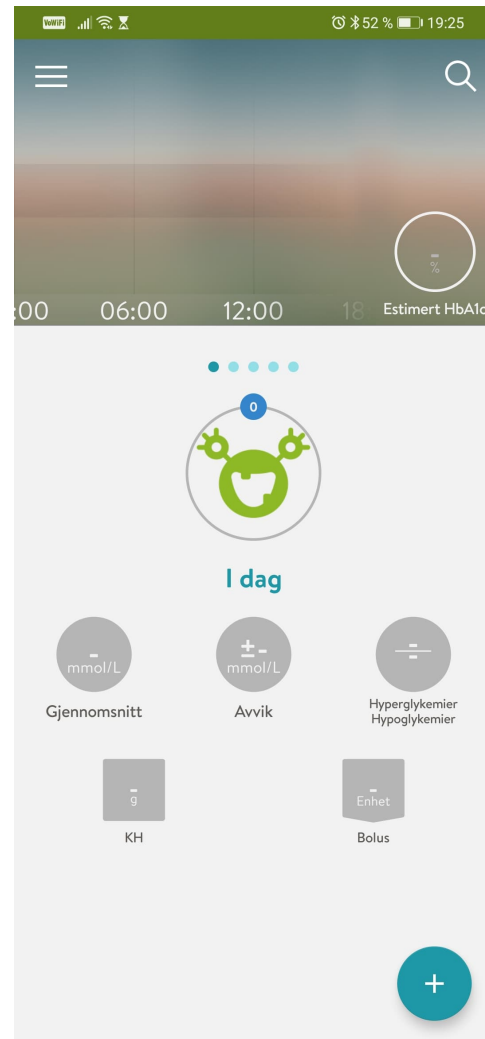 VoWiFi 52 % 19:25
-
%
:00 06:00 12:00 18 Estimert HbA1c
0
I dag
- ±- -
mmol/L mmol/L -
Gjennomsnitt Avvik Hyperglykemier
Hypoglykemier
- -
g Enhet
KH Bolus
+